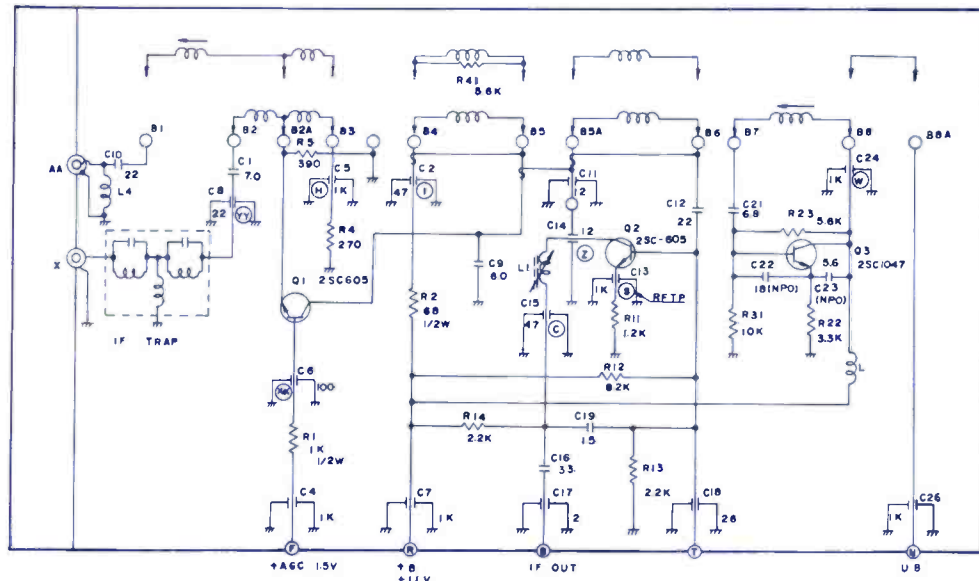 R41
5.6K
B1
B2
B2A
B3
B4
B5
B5A
B6
B7
B8
B8A
AA
C10
22
L4
C1
7.0
R5
390
C5
1K
H
C2
47
I
C11
12
C12
22
C24
1K
W
C8
22
YY
R4
270
C14
12
Z
Q2
2SC-605
C21
6.8
R23
5.6K
Q3
2SC1047
X
2SC605
Q1
C9
6.0
L1
C13
1K
S
RFTP
C22
18(NPO)
5.6
C23
(NPO)
IF TRAP
R2
68
1/2W
C15
47
C
R11
1.2K
R31
10K
R22
3.3K
C6
100
R12
8.2K
L
R1
1K
1/2W
R14
2.2K
C19
1.5
C16
33
R13
2.2K
C4
1K
C7
1K
C17
2
C18
26
C26
1K
F
R
T
+AGC 1.5V
+B
IF OUT
UB